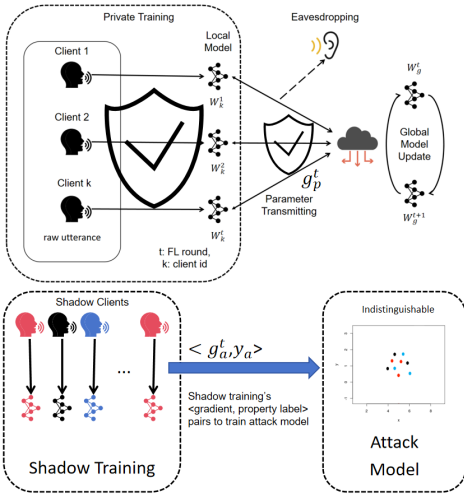 Private Training
Eavesdropping
Client 1
Local
Model
W_k^1
W_g^t
Client 2
W_k^2
Global
Model
Update
g_p^t
Parameter
Transmitting
Client k
W_k^t
W_g^{t+1}
raw utterance
t: FL round,
k: client id
Shadow Clients
...
< g_a^t, y_a>
Shadow training's
<gradient, property label>
pairs to train attack model
Shadow Training
Indistinguishable
Attack
Model